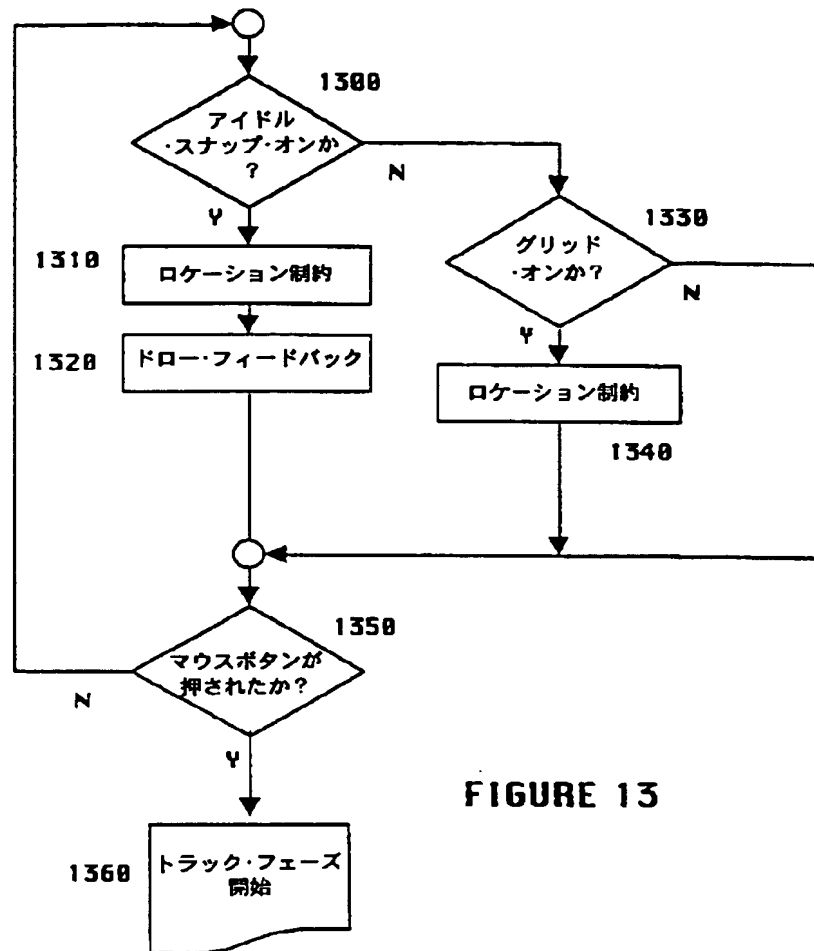 1300
アイドル
・スナップ・オンか
?
N
Y
1330
グリッド
・オンか?
N
Y
1310
ロケーション制約
1320
ドロー・フィードバック
ロケーション制約
1340
1350
マウスボタンが
押されたか?
N
Y
FIGURE 13
1360
トラック・フェーズ
開始